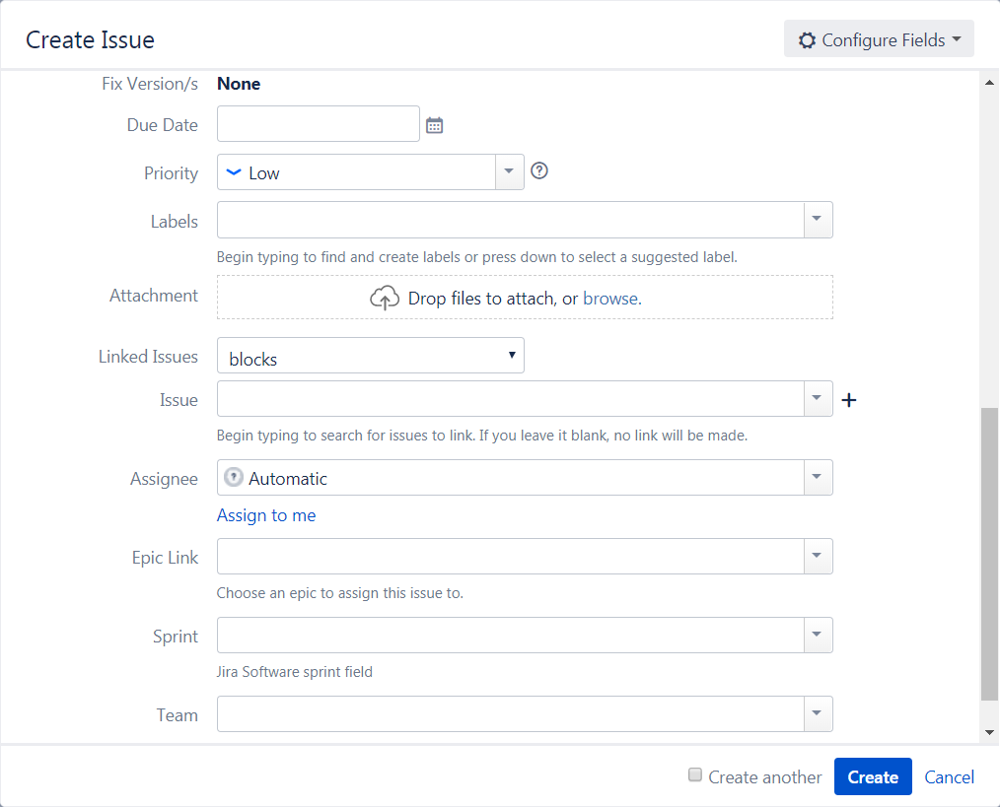 Create Issue
Configure Fields
Fix Version/s None
Due Date
Priority Low
Labels
Begin typing to find and create labels or press down to select a suggested label.
Attachment Drop files to attach, or browse.
Linked Issues blocks
Issue
Begin typing to search for issues to link. If you leave it blank, no link will be made.
Assignee Automatic
Assign to me
Epic Link
Choose an epic to assign this issue to.
Sprint
Jira Software sprint field
Team
Create another Create Cancel